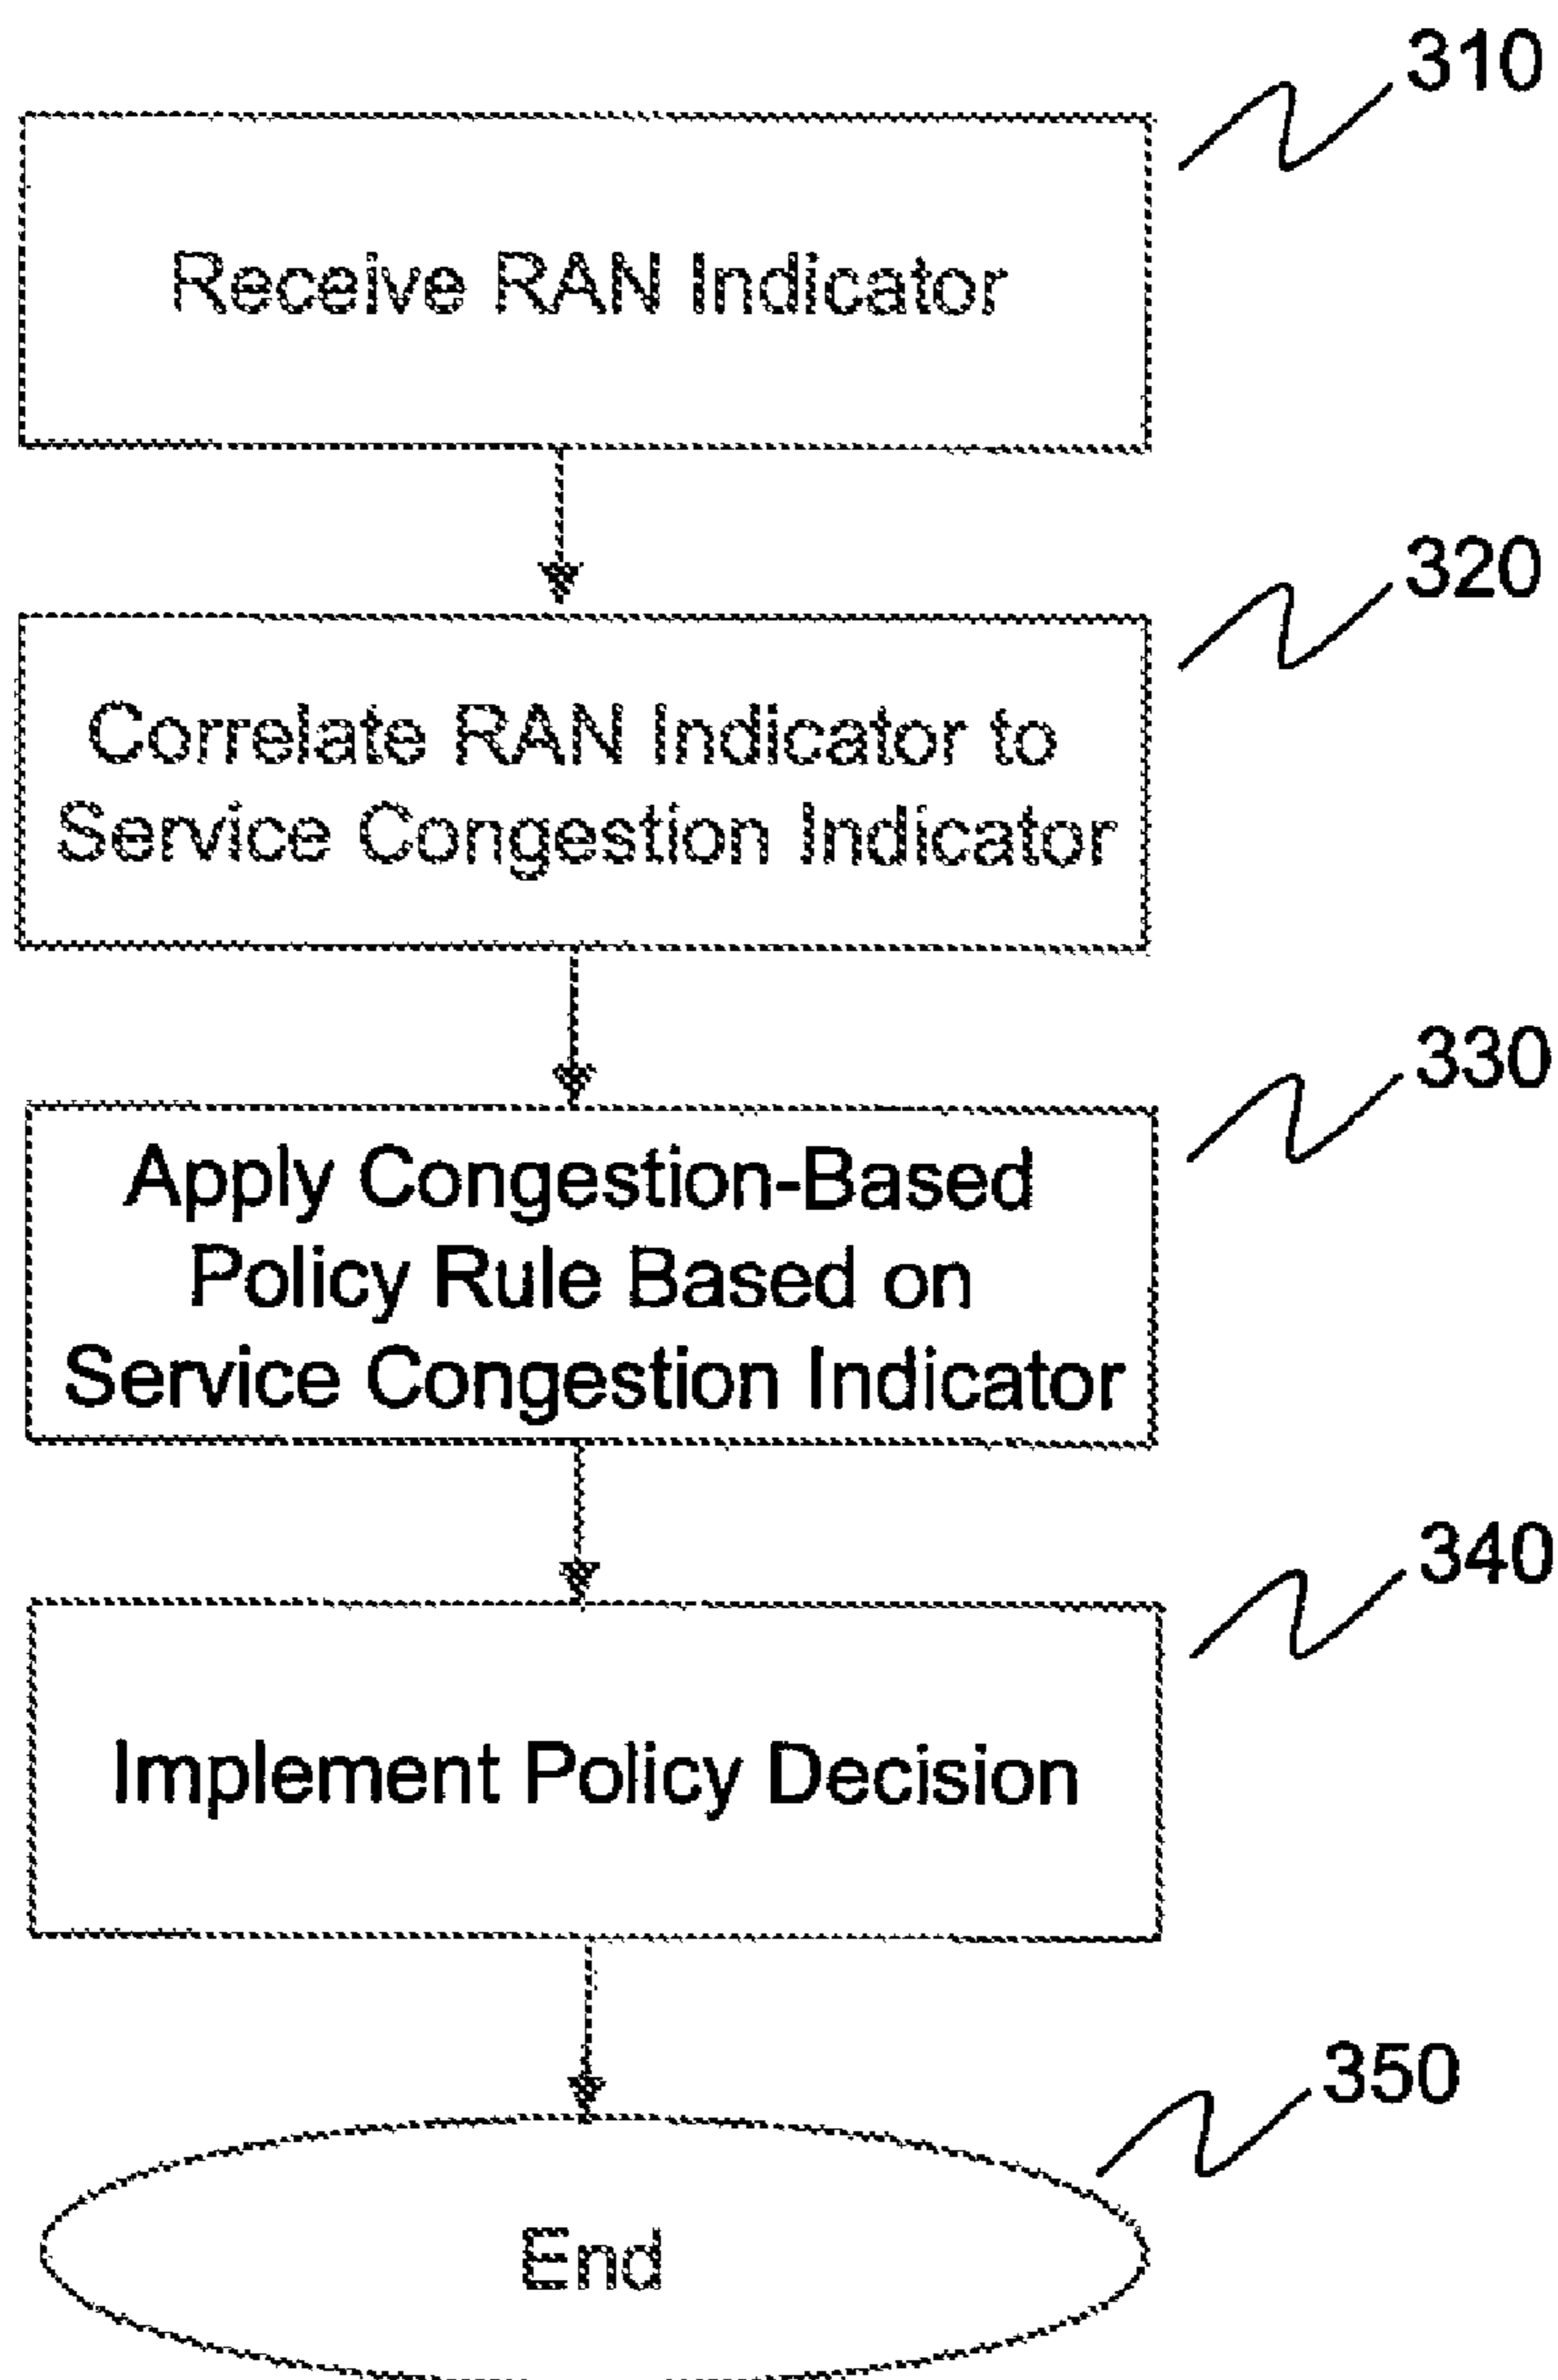 310
Receive RAN Indicator
320
Correlate RAN Indicator to
Service Congestion Indicator
330
Apply Congestion-Based
Policy Rule Based on
Service Congestion Indicator
340
Implement Policy Decision
350
End